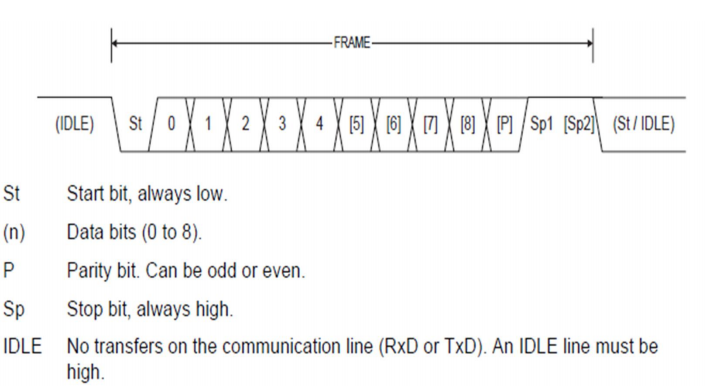 FRAME
(IDLE) St 0 1 2 3 4 [5] [6] [7] [8] [P] Sp1 [Sp2] (St / IDLE)
St Start bit, always low.
(n) Data bits (0 to 8).
P Parity bit. Can be odd or even.
Sp Stop bit, always high.
IDLE No transfers on the communication line (RxD or TxD). An IDLE line must be
high.